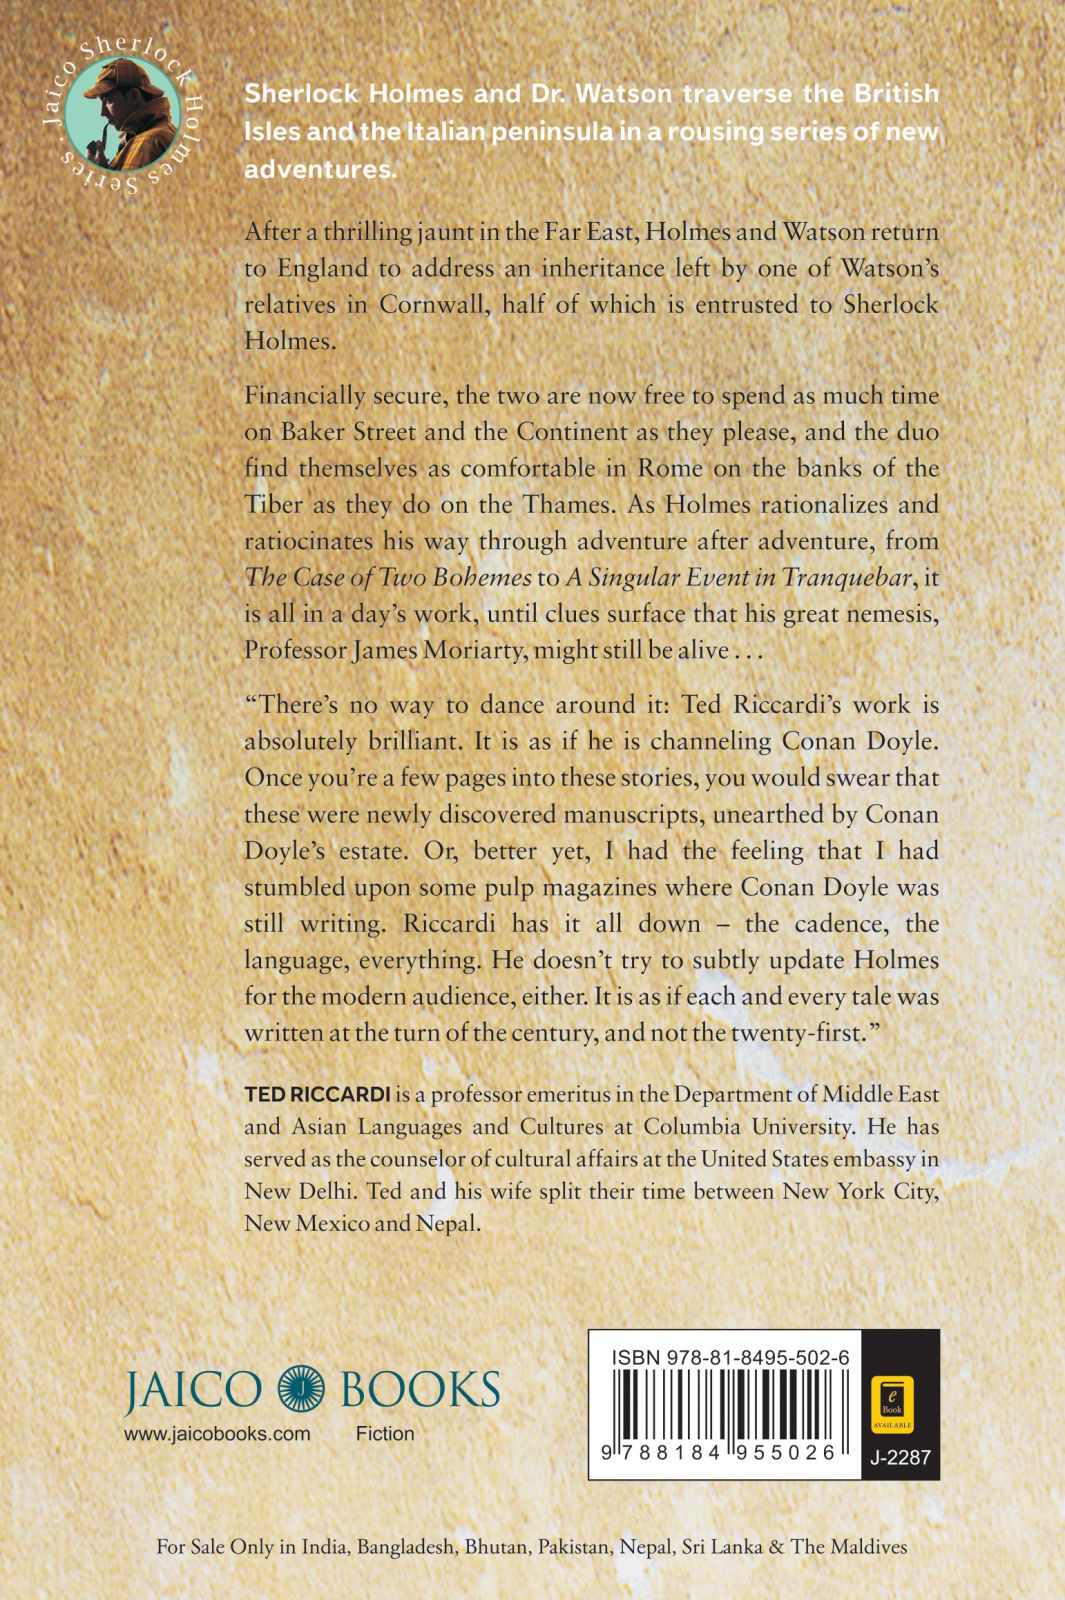 Jaico Sherlock Holmes Series ·
Sherlock Holmes and Dr. Watson traverse the British
Isles and the Italian peninsula in a rousing series of new
adventures.
After a thrilling jaunt in the Far East, Holmes and Watson return
to England to address an inheritance left by one of Watson's
relatives in Cornwall, half of which is entrusted to Sherlock
Holmes.
Financially secure, the two are now free to spend as much time
on Baker Street and the Continent as they please, and the duo
find themselves as comfortable in Rome on the banks of the
Tiber as they do on the Thames. As Holmes rationalizes and
ratiocinates his way through adventure after adventure, from
The Case of Two Bohemes to A Singular Event in Tranquebar, it
is all in a day's work, until clues surface that his great nemesis,
Professor James Moriarty, might still be alive . . .
“There’s no way to dance around it: Ted Riccardi’s work is
absolutely brilliant. It is as if he is channeling Conan Doyle.
Once you’re a few pages into these stories, you would swear that
these were newly discovered manuscripts, unearthed by Conan
Doyle’s estate. Or, better yet, I had the feeling that I had
stumbled upon some pulp magazines where Conan Doyle was
still writing. Riccardi has it all down – the cadence, the
language, everything. He doesn’t try to subtly update Holmes
for the modern audience, either. It is as if each and every tale was
written at the turn of the century, and not the twenty-first.”
TED RICCARDI is a professor emeritus in the Department of Middle East
and Asian Languages and Cultures at Columbia University. He has
served as the counselor of cultural affairs at the United States embassy in
New Delhi. Ted and his wife split their time between New York City,
New Mexico and Nepal.
JAICO J BOOKS
www.jaicobooks.com Fiction
ISBN 978-81-8495-502-6
9 788184 955026
e
Book
AVAILABLE
J-2287
For Sale Only in India, Bangladesh, Bhutan, Pakistan, Nepal, Sri Lanka & The Maldives